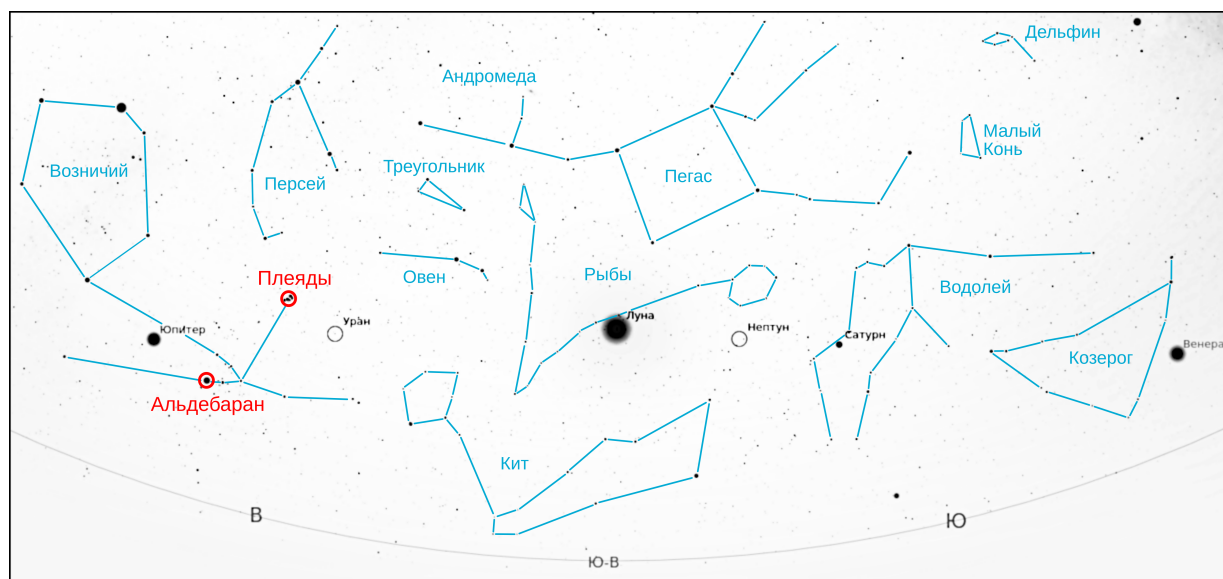 Дельфин
Андромеда
Малый
Конь
Возничий
Треугольник
Персей
Пегас
Плеяды
Овен
Рыбы
Водолей
Юпитер
Уран
Луна
Нептун
Сатурн
Козерог
Венера
Альдебаран
Кит
В
Ю
Ю-В